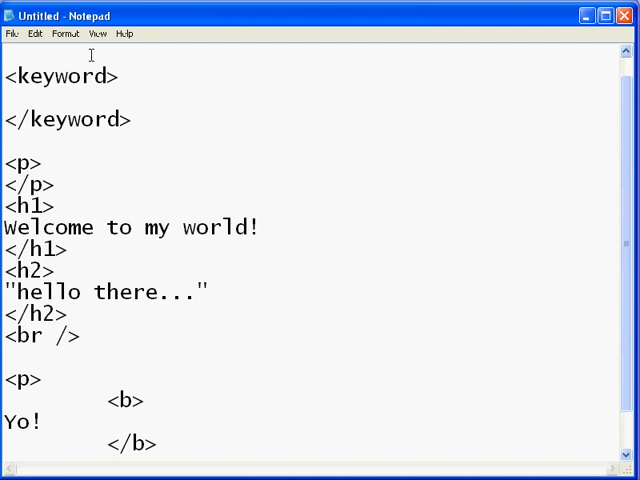 Untitled - Notepad
File Edit Format View Help
<keyword>
</keyword>
<p>
</p>
<h1>
Welcome to my world!
</h1>
<h2>
"hello there..."
</h2>
<br />
<p>
<b>
Yo!
</b>